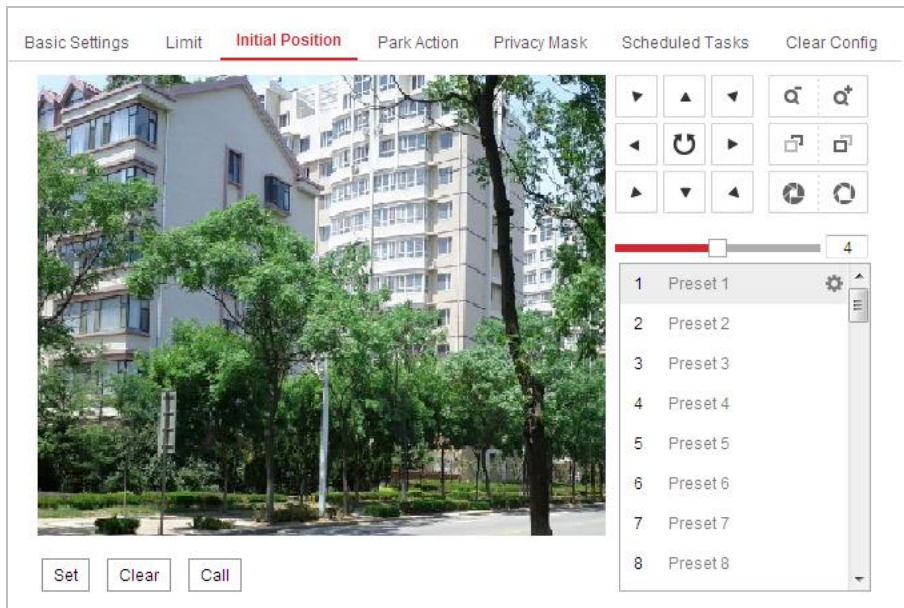 Basic Settings Limit Initial Position Park Action Privacy Mask Scheduled Tasks Clear Config
4
1 Preset 1
2 Preset 2
3 Preset 3
4 Preset 4
5 Preset 5
6 Preset 6
7 Preset 7
8 Preset 8
Set Clear Call